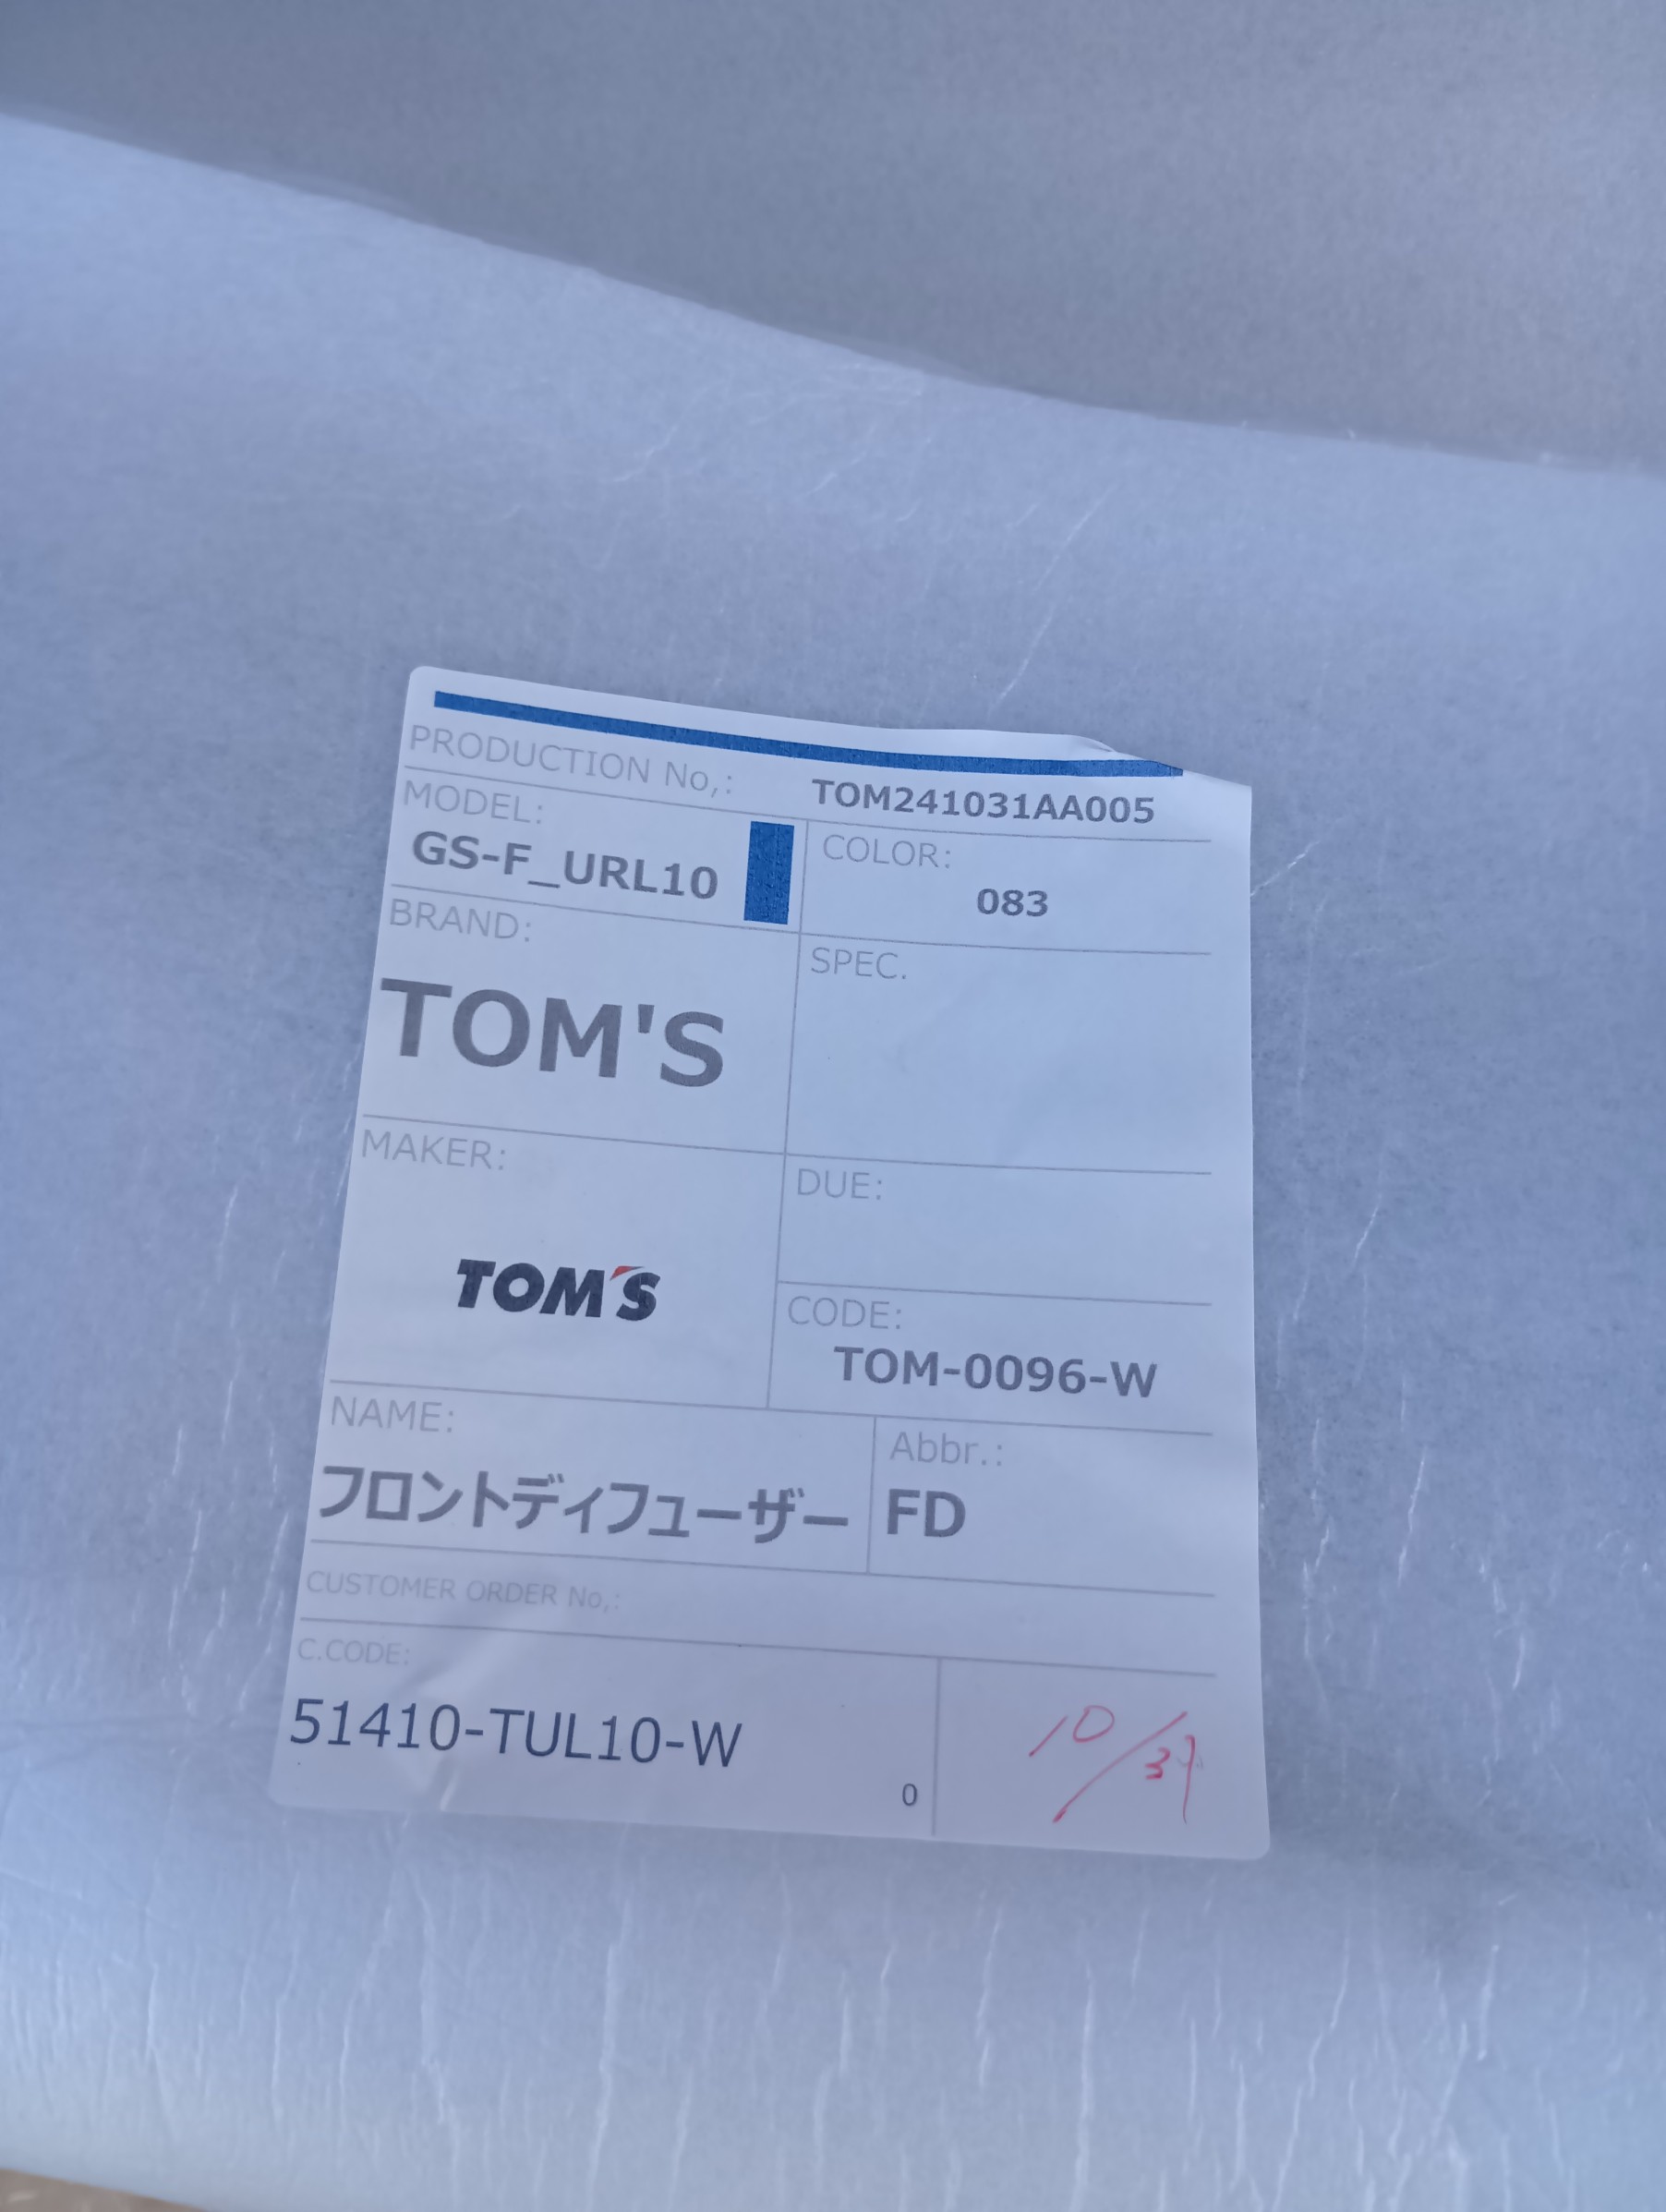 PRODUCTION No,: TOM241031AA005
MODEL:
GS-F_URL10
COLOR:
083
BRAND:
TOM'S
SPEC.
MAKER:
TOM'S
DUE:
CODE:
TOM-0096-W
NAME:
フロントディフューザー
Abbr.:
FD
CUSTOMER ORDER No,:
C.CODE:
51410-TUL10-W
0
10/31